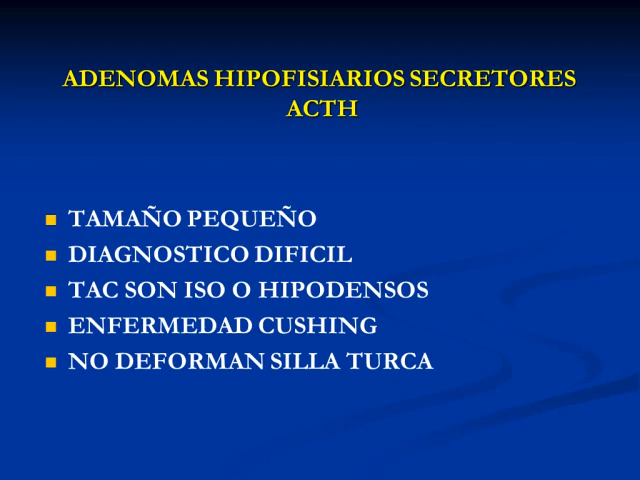 ADENOMAS HIPOFISIARIOS SECRETORES
ACTH
TAMAÑO PEQUEÑO
DIAGNOSTICO DIFICIL
TAC SON ISO O HIPODENSOS
ENFERMEDAD CUSHING
NO DEFORMAN SILLA TURCA